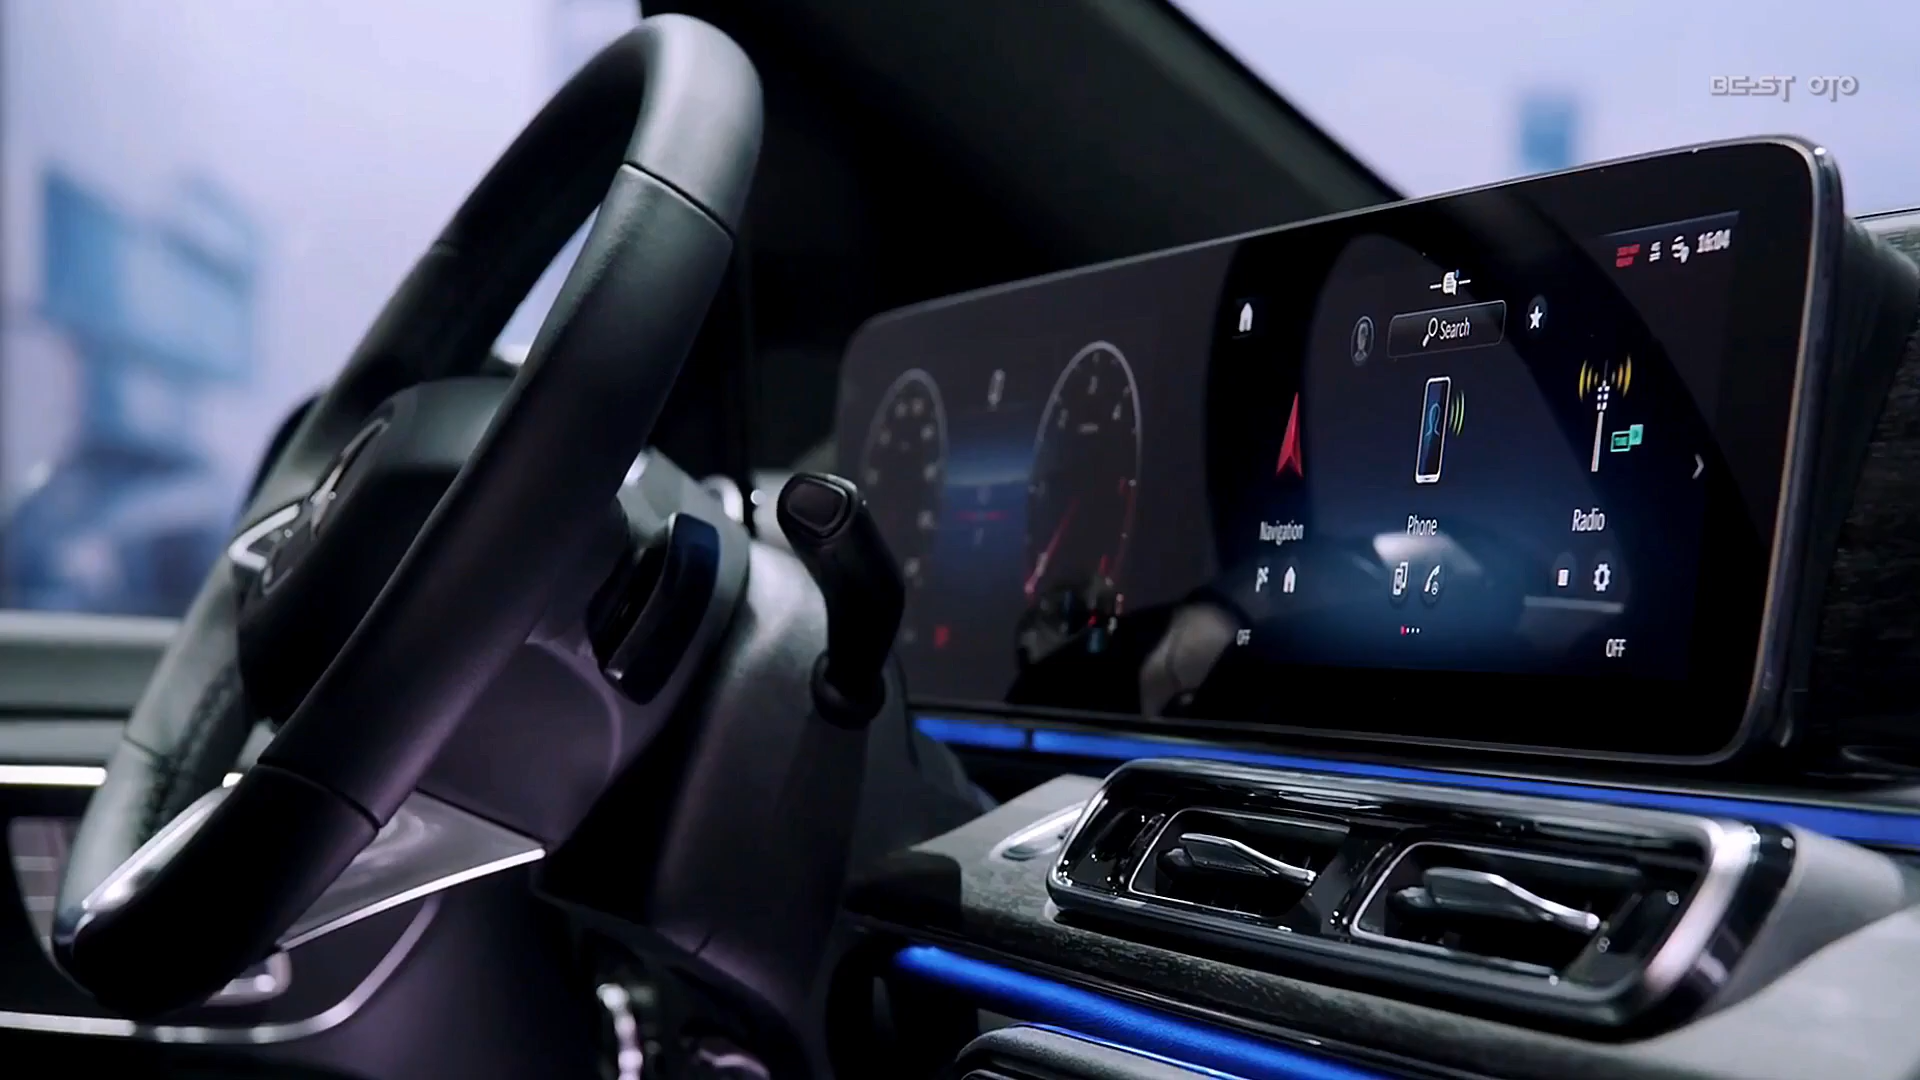 BEST OTO
16:04
Search
Navigation
Phone
Radio
OFF
OFF